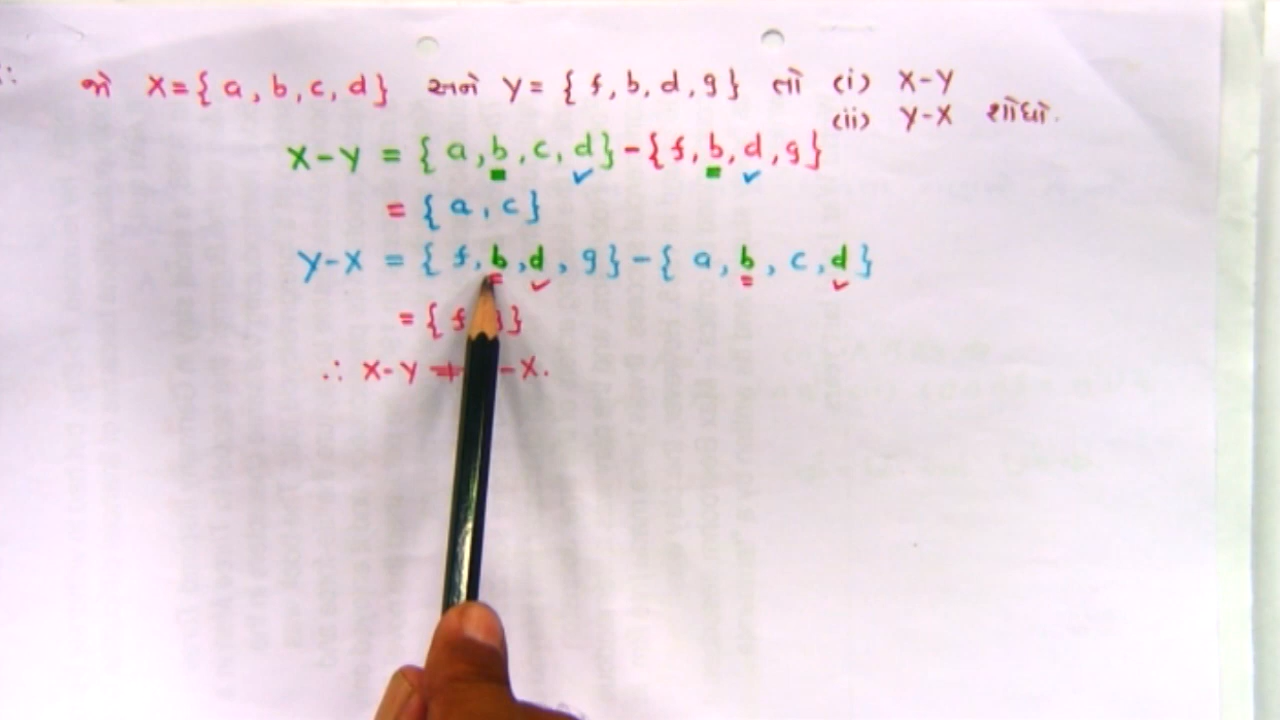 જો X={a, b, c, d} અને Y = {f, b, d, g} તો (i) X-Y
(ii) Y-X શોધો.
X-Y = {a, b, c, d} - {f, b, d, g}
= {a, c}
Y-X = {f, b, d, g} - {a, b, c, d}
= {f }
∴ X-Y ≠ -X.